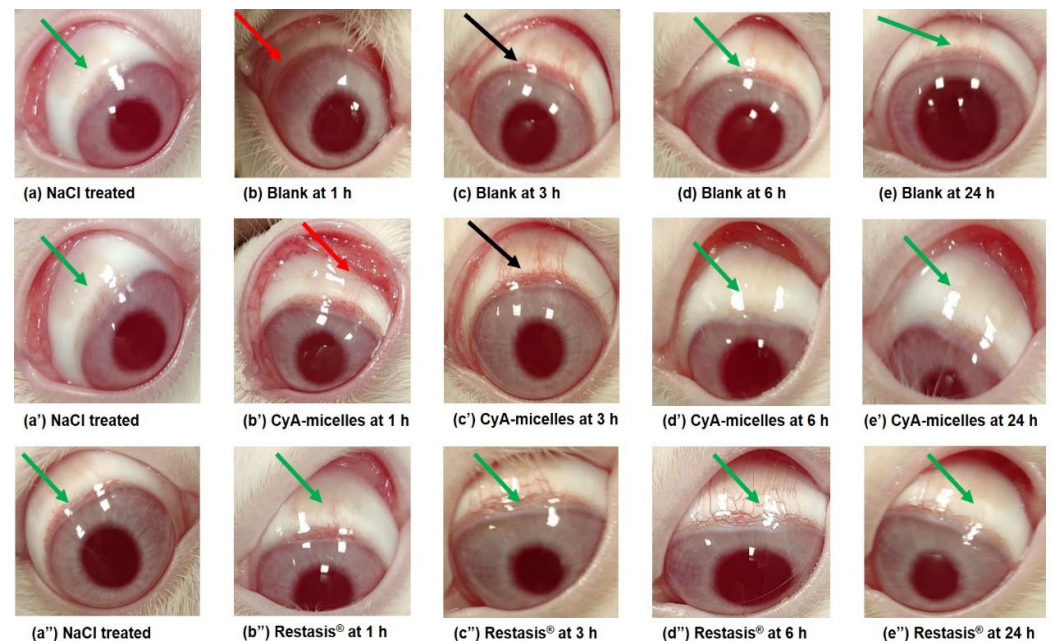 (a) NaCl treated
(b) Blank at 1 h
(c) Blank at 3 h
(d) Blank at 6 h
(e) Blank at 24 h
(a') NaCl treated
(b') CyA-micelles at 1 h
(c') CyA-micelles at 3 h
(d') CyA-micelles at 6 h
(e') CyA-micelles at 24 h
(a'') NaCl treated
(b'') Restasis® at 1 h
(c'') Restasis® at 3 h
(d'') Restasis® at 6 h
(e'') Restasis® at 24 h